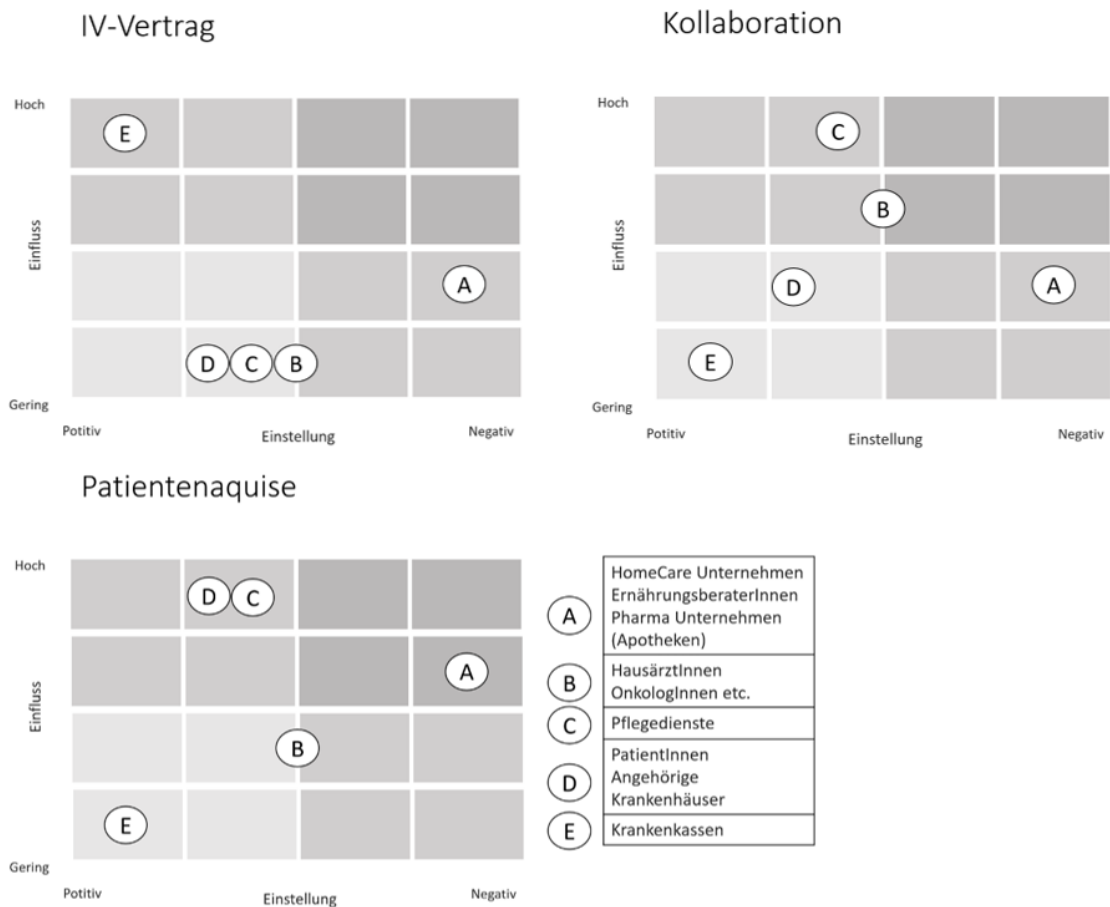 IV-Vertrag
Hoch
E
Einfluss
A
D C B
Gering
Potitiv Einstellung Negativ
Kollaboration
Hoch
C
B
Einfluss
D A
E
Gering
Potitiv Einstellung Negativ
Patientenaquise
Hoch
D C
A
Einfluss
B
E
Gering
Potitiv Einstellung Negativ
A
HomeCare Unternehmen
ErnährungsberaterInnen
Pharma Unternehmen
(Apotheken)
B
HausärztInnen
OnkologInnen etc.
C
Pflegedienste
D
PatientInnen
Angehörige
Krankenhäuser
E
Krankenkassen